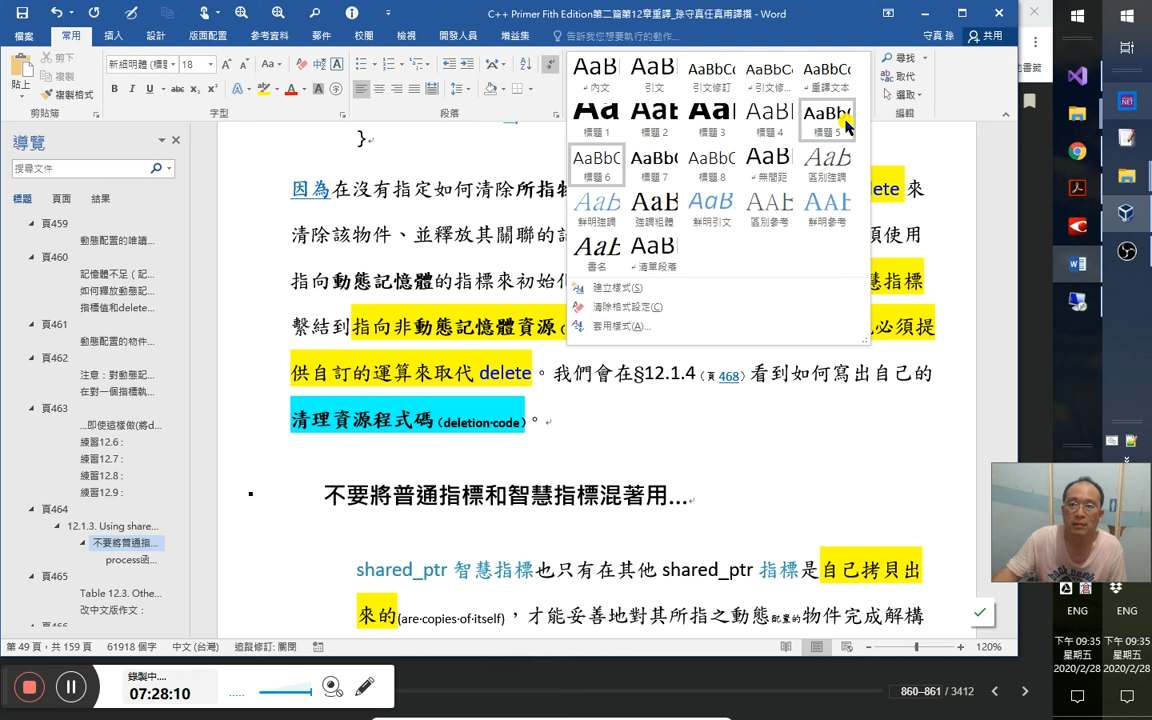 C++ Primer Fith Edition第二篇第12章重譯_孫守真任真甫譯撰 - Word
檔案 常用 插入 設計 版面配置 參考資料 郵件 校閱 檢視 開發人員 增益集 告訴我您想要執行的動作... 守真 孫 共用
貼上 剪下 複製 複製格式
新細明體 (標 18
剪貼簿 字型 段落 編輯
尋找 取代 選取
內文 引文 引文修訂 引文修... 重譯文本
標題 1 標題 2 標題 3 標題 4 標題 5
標題 6 標題 7 標題 8 無間距 區別強調
鮮明強調 強調粗體 鮮明引文 區別參考 鮮明參考
書名 清單段落
建立樣式(S)
清除格式設定(C)
套用樣式(A)...
導覽
搜尋文件
標題 頁面 結果
頁459
動態配置的唯讀...
頁460
記憶體不足（記...
如何釋放動態記...
指標值和delete...
頁461
動態配置的物件...
頁462
注意：對動態記...
在對一個指標執...
頁463
...即使這樣做(將d...
練習12.6 :
練習12.7 :
練習12.8 :
練習12.9 :
頁464
12.1.3. Using share...
不要將普通指...
process函...
頁465
Table 12.3. Othe...
改中文版作文：
}
因為在沒有指定如何清除所指物
lete 來
清除該物件、並釋放其關聯的記
須使用
指向動態記憶體的指標來初始化
慧指標
繫結到指向非動態記憶體資源
必須提
供自訂的運算來取代 delete。我們會在§12.1.4（頁 468）看到如何寫出自己的
清理資源程式碼（deletion·code）。
不要將普通指標和智慧指標混著用...
shared_ptr 智慧指標也只有在其他 shared_ptr 指標是自己拷貝出
來的(are·copies·of·itself)，才能妥善地對其所指之動態配置的物件完成解構
第 49 頁，共 159 頁 61918 個字 中文 (台灣) 追蹤修訂: 關閉 120%
錄製中....
07:28:10
860–861 / 3412
ENG ENG
下午 09:35 下午 09:35
星期五 星期五
2020/2/28 2020/2/28